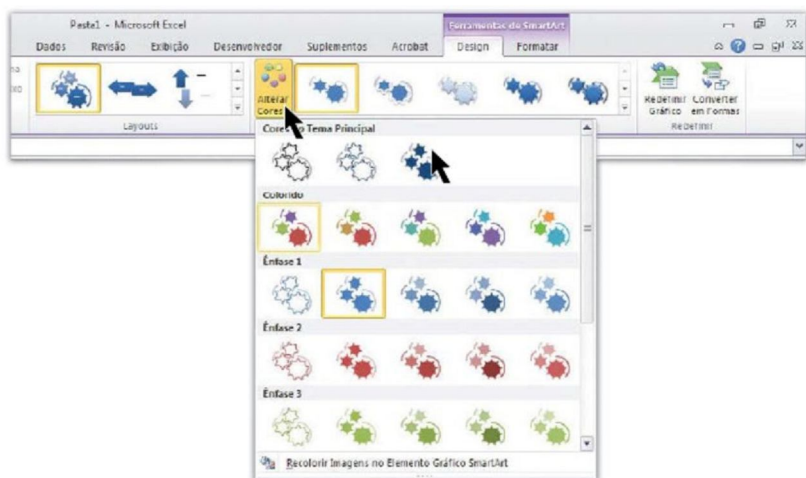 Pasta1 - Microsoft Excel
Ferramentas de SmartArt
Dados Revisão Exibição Desenvolvedor Suplementos Acrobat Design Formatar
Alterar Cores
Redefinir Gráfico
Converter em Formas
Layouts
Redefinir
Cores do Tema Principal
Colorido
Ênfase 1
Ênfase 2
Ênfase 3
Recolorir Imagens no Elemento Gráfico SmartArt